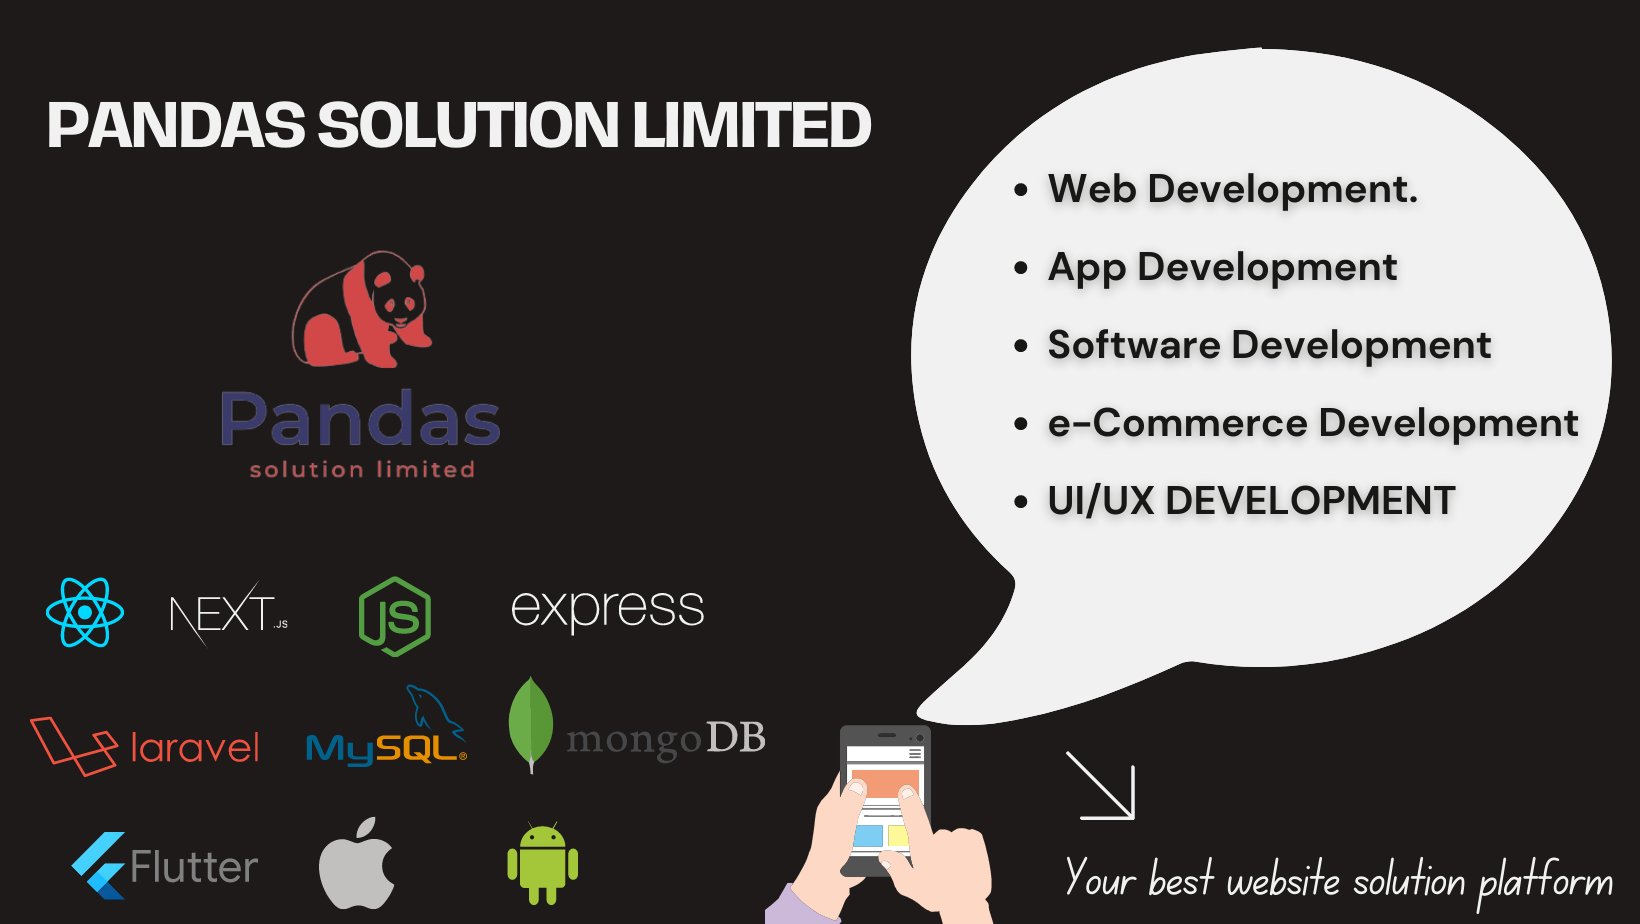 PANDAS SOLUTION LIMITED
Pandas
solution limited
• Web Development.
• App Development
• Software Development
• e-Commerce Development
• UI/UX DEVELOPMENT
NEXT.JS
JS
express
laravel
MySQL®
mongoDB
Flutter
Your best website solution platform